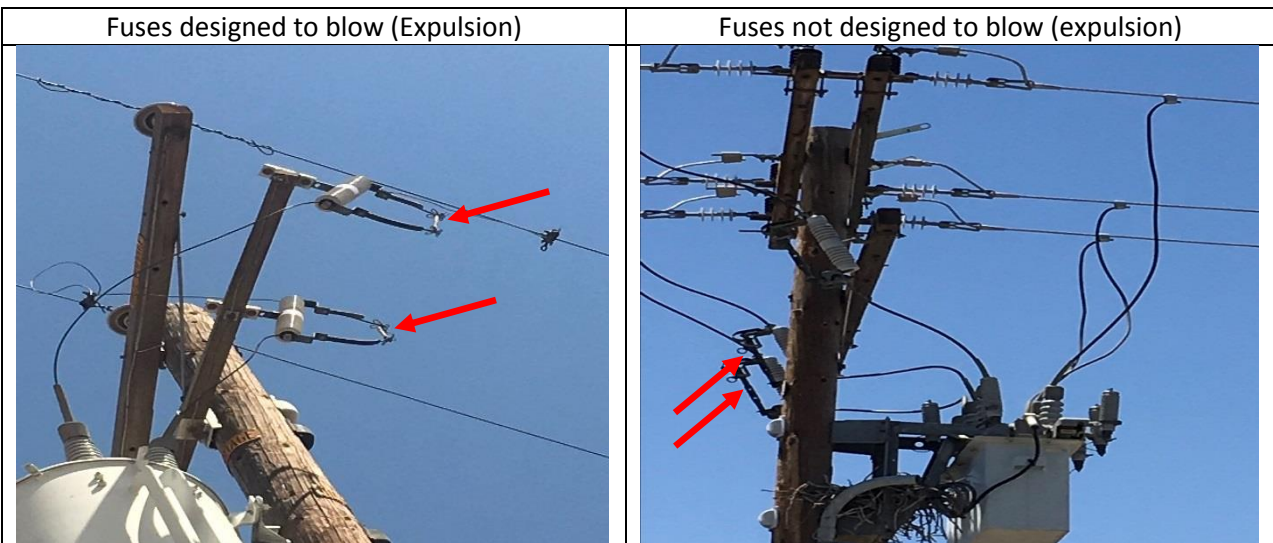 Fuses designed to blow (Expulsion)
Fuses not designed to blow (expulsion)